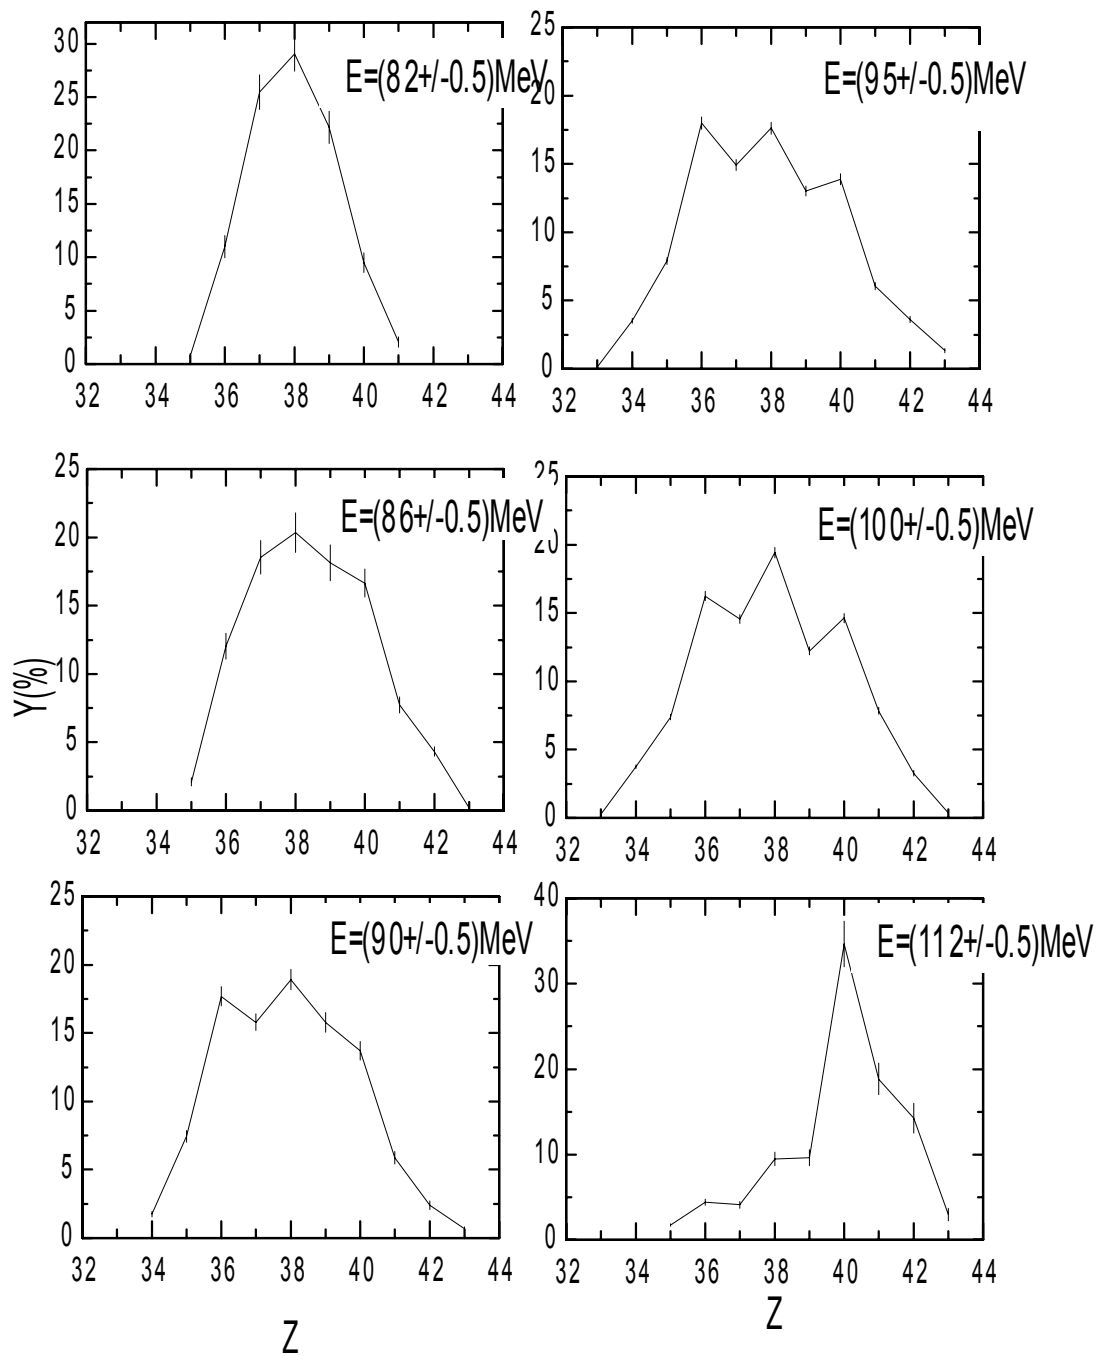 E=(82+/-0.5)MeV
30
25
20
15
10
5
0
32 34 36 38 40 42 44
E=(95+/-0.5)MeV
25
20
15
10
5
0
32 34 36 38 40 42 44
Y(%)
E=(86+/-0.5)MeV
25
20
15
10
5
0
32 34 36 38 40 42 44
E=(100+/-0.5)MeV
25
20
15
10
5
0
32 34 36 38 40 42 44
E=(90+/-0.5)MeV
25
20
15
10
5
0
32 34 36 38 40 42 44
Z
E=(112+/-0.5)MeV
40
30
20
10
0
32 34 36 38 40 42 44
Z